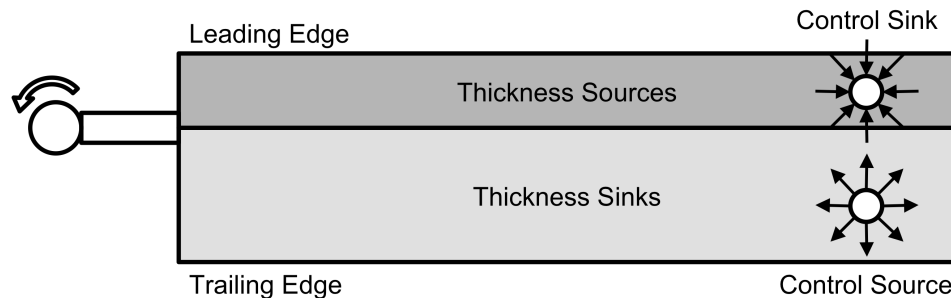 Control Sink
Leading Edge
Thickness Sources
Thickness Sinks
Trailing Edge
Control Source